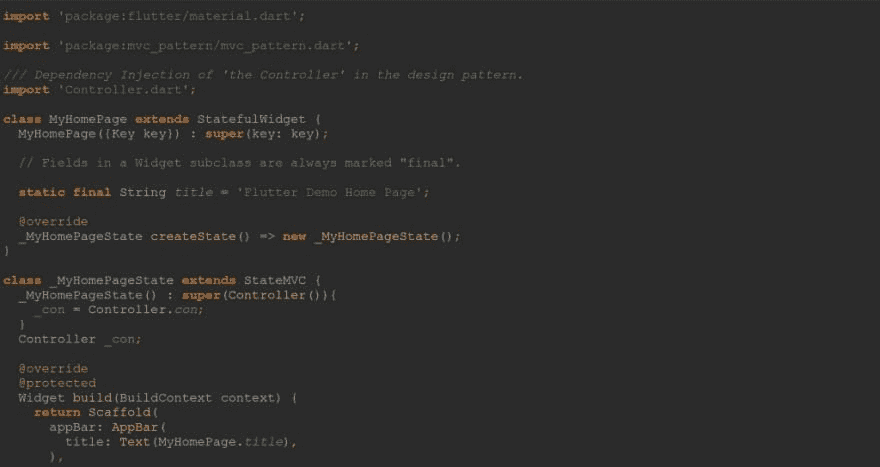 import 'package:flutter/material.dart';
import 'package:mvc_pattern/mvc_pattern.dart';
/// Dependency Injection of 'the Controller' in the design pattern.
import 'Controller.dart';
class MyHomePage extends StatefulWidget {
MyHomePage({Key key}) : super(key: key);
// Fields in a Widget subclass are always marked "final".
static final String title = 'Flutter Demo Home Page';
@override
_MyHomePageState createState() => new _MyHomePageState();
}
class _MyHomePageState extends StateMVC {
_MyHomePageState() : super(Controller()){
_con = Controller.con;
}
Controller _con;
@override
@protected
Widget build(BuildContext context) {
return Scaffold(
appBar: AppBar(
title: Text(MyHomePage.title),
),